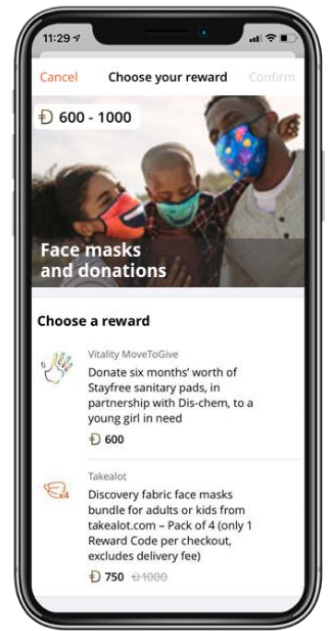 11:29
Cancel Choose your reward Confirm
600 - 1000
Face masks
and donations
Choose a reward
Vitality MoveToGive
Donate six months’ worth of
Stayfree sanitary pads, in
partnership with Dis-chem, to a
young girl in need
600
x4
Takealot
Discovery fabric face masks
bundle for adults or kids from
takealot.com – Pack of 4 (only 1
Reward Code per checkout,
excludes delivery fee)
750 1000